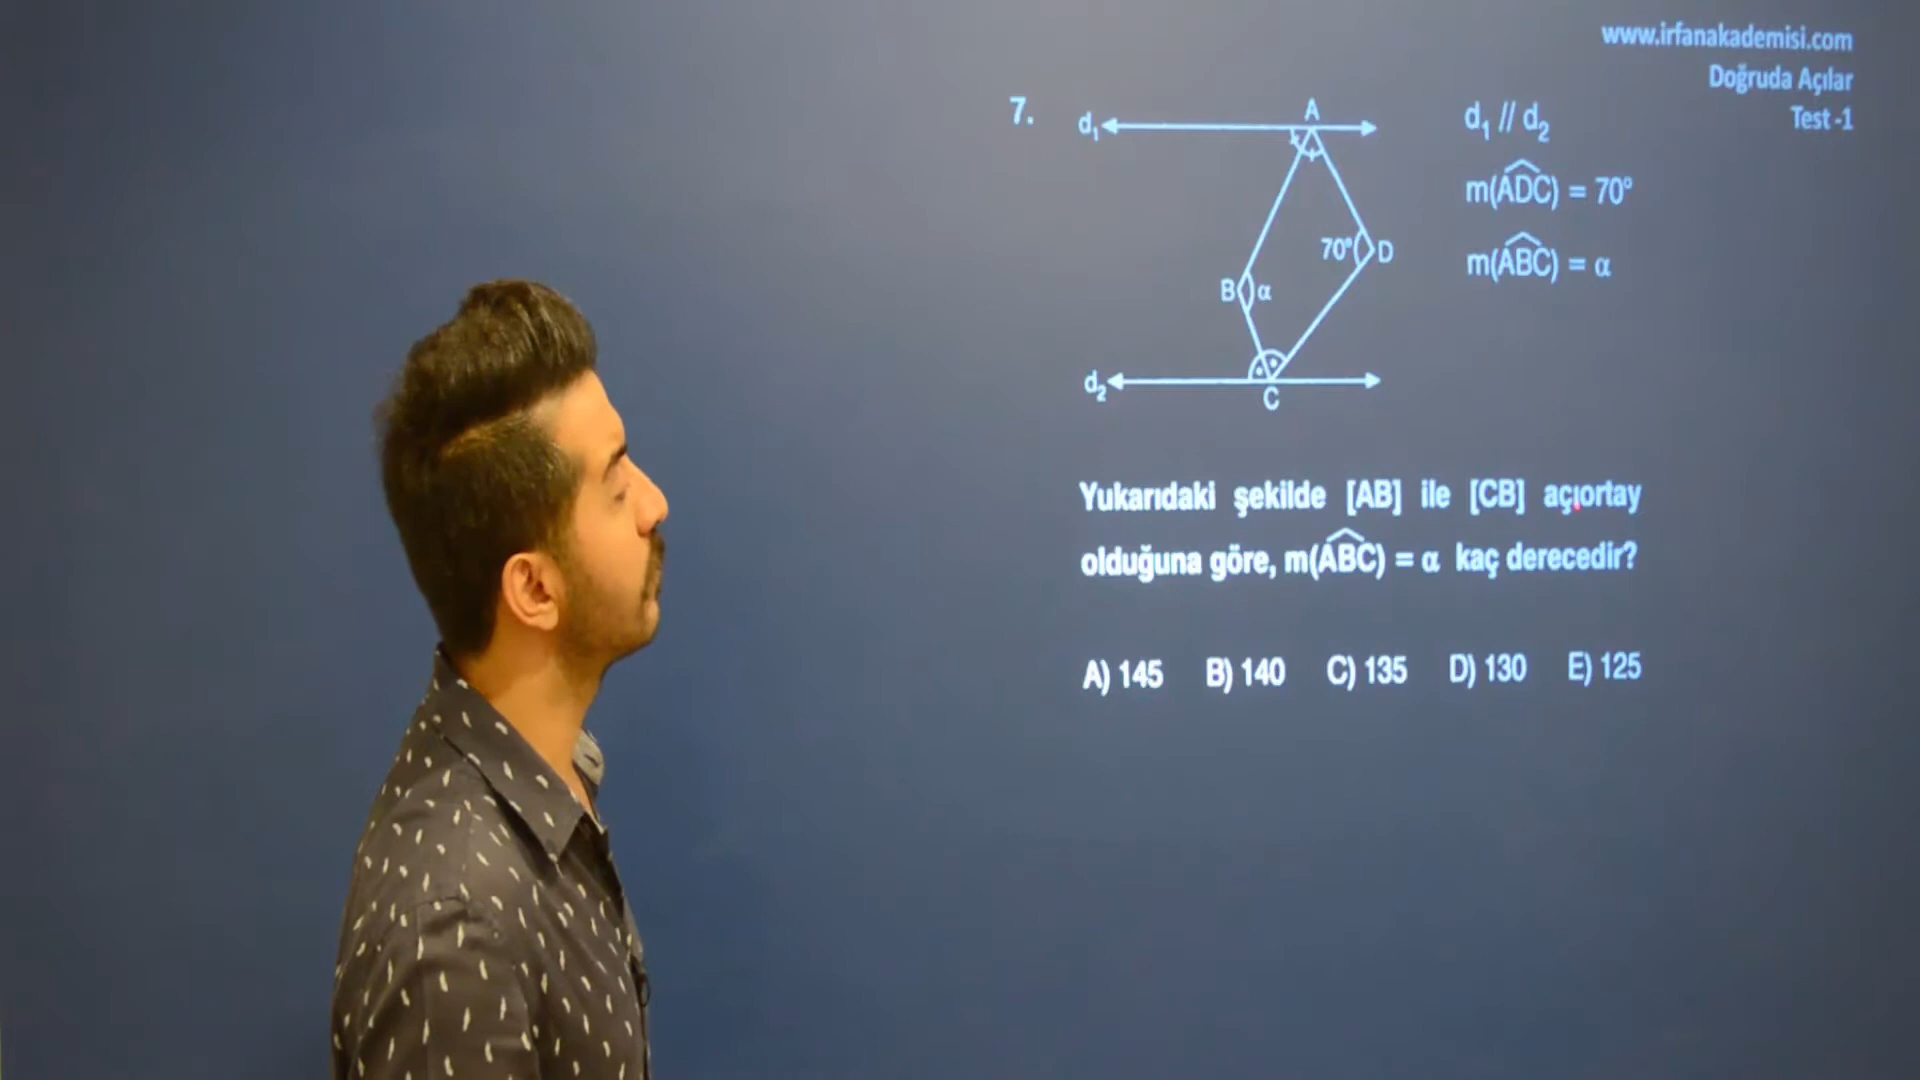 www.irfanakademisi.com
Doğruda Açılar
Test -1
7.
d₁
A
d₁ // d₂
m(ADC) = 70°
70°
D
m(ABC) = α
B
α
d₂
C
Yukarıdaki şekilde [AB] ile [CB] açıortay
olduğuna göre, m(ABC) = α kaç derecedir?
A) 145 B) 140 C) 135 D) 130 E) 125